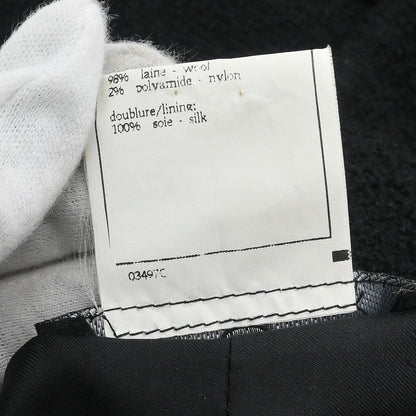 98% laine - wool
2% polyamide - nylon
doublure/lining:
100% soie - silk
03497C